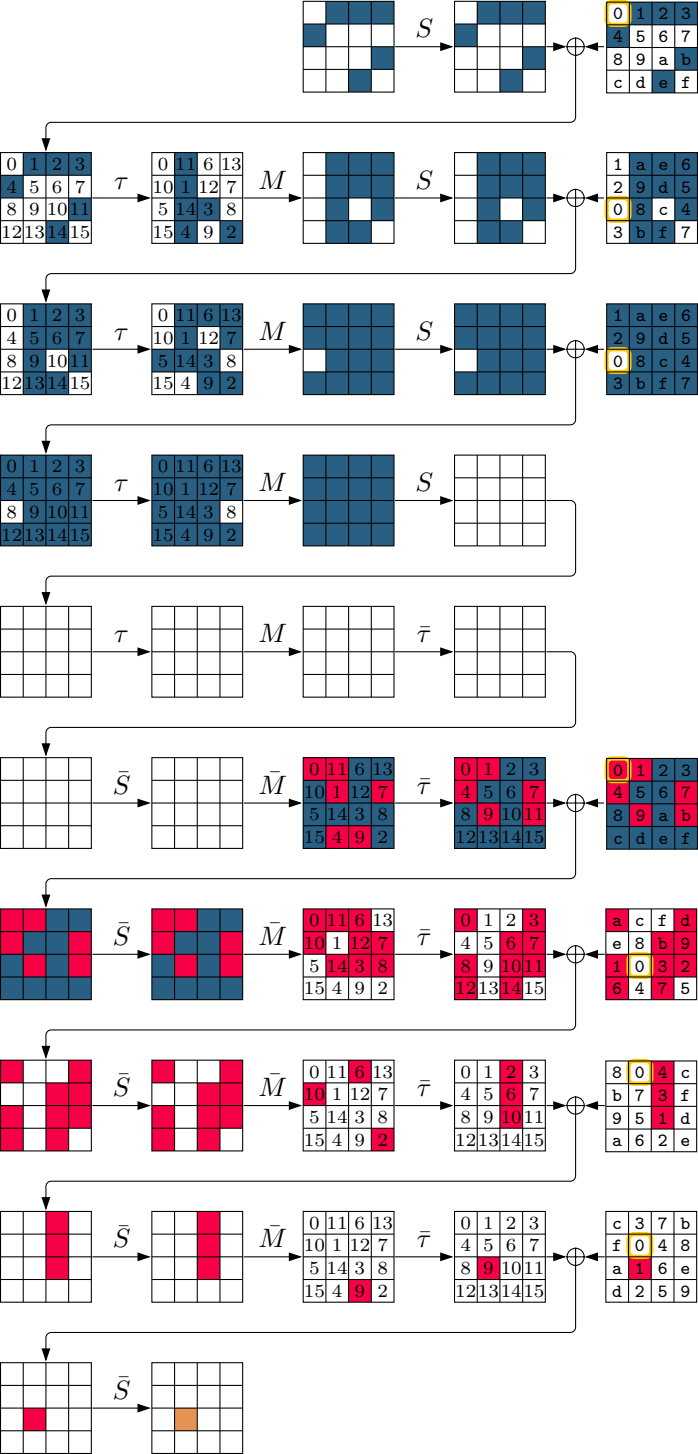 S 0 1 2 3
4 5 6 7
8 9 a b
c d e f
0 1 2 3 τ 0 11 6 13 M S 1 a e 6
4 5 6 7 10 1 12 7 2 9 d 5
8 9 10 11 5 14 3 8 0 8 c 4
12 13 14 15 15 4 9 2 3 b f 7
0 1 2 3 τ 0 11 6 13 M S 1 a e 6
4 5 6 7 10 1 12 7 2 9 d 5
8 9 10 11 5 14 3 8 0 8 c 4
12 13 14 15 15 4 9 2 3 b f 7
0 1 2 3 τ 0 11 6 13 M S
4 5 6 7 10 1 12 7
8 9 10 11 5 14 3 8
12 13 14 15 15 4 9 2
τ M τ̄
S̄ M̄ 0 11 6 13 τ̄ 0 1 2 3 0 1 2 3
10 1 12 7 4 5 6 7 4 5 6 7
5 14 3 8 8 9 10 11 8 9 a b
15 4 9 2 12 13 14 15 c d e f
S̄ M̄ 0 11 6 13 τ̄ 0 1 2 3 a c f d
10 1 12 7 4 5 6 7 e 8 b 9
5 14 3 8 8 9 10 11 1 0 3 2
15 4 9 2 12 13 14 15 6 4 7 5
S̄ M̄ 0 11 6 13 τ̄ 0 1 2 3 8 0 4 c
10 1 12 7 4 5 6 7 b 7 3 f
5 14 3 8 8 9 10 11 9 5 1 d
15 4 9 2 12 13 14 15 a 6 2 e
S̄ M̄ 0 11 6 13 τ̄ 0 1 2 3 c 3 7 b
10 1 12 7 4 5 6 7 f 0 4 8
5 14 3 8 8 9 10 11 a 1 6 e
15 4 9 2 12 13 14 15 d 2 5 9
S̄